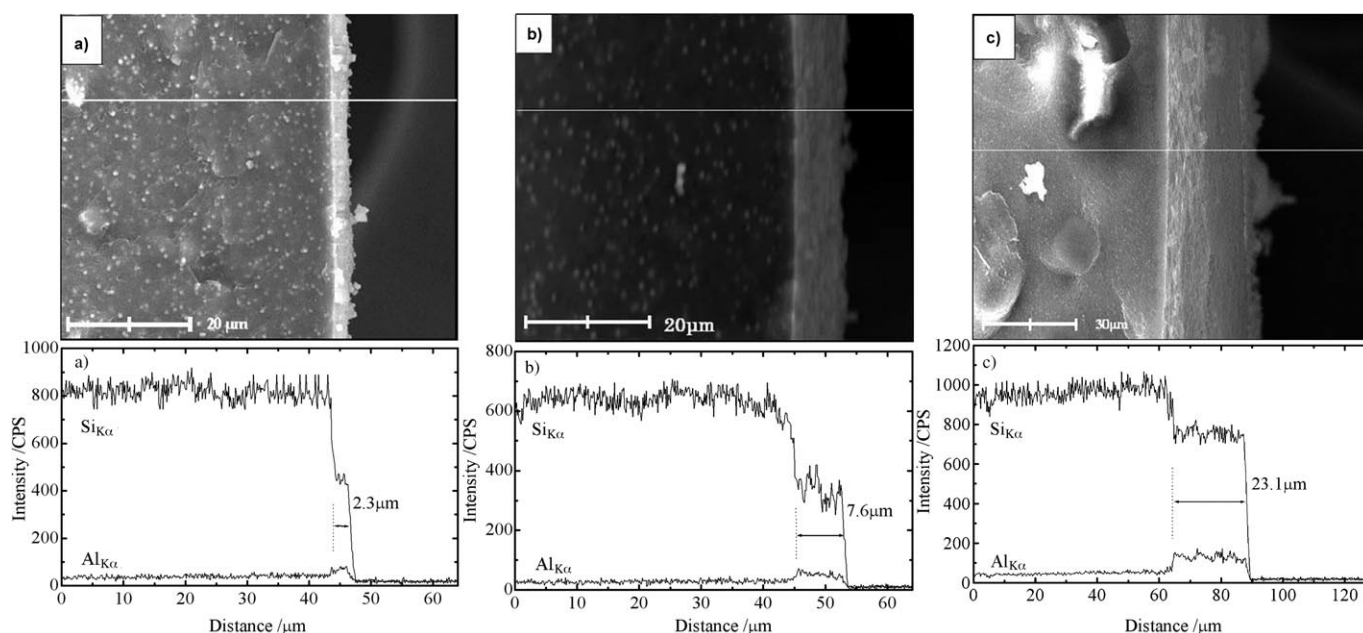 a)
20 μm
b)
20μm
c)
30μm
1000
800
600
400
200
0
a)
Si Kα
2.3μm
Al Kα
0 10 20 30 40 50 60
Distance /μm
Intensity /CPS
800
600
400
200
0
b)
Si Kα
7.6μm
Al Kα
0 10 20 30 40 50 60
Distance /μm
Intensity /CPS
1200
1000
800
600
400
200
0
c)
Si Kα
23.1μm
Al Kα
0 20 40 60 80 100 120
Distance /μm
Intensity /CPS